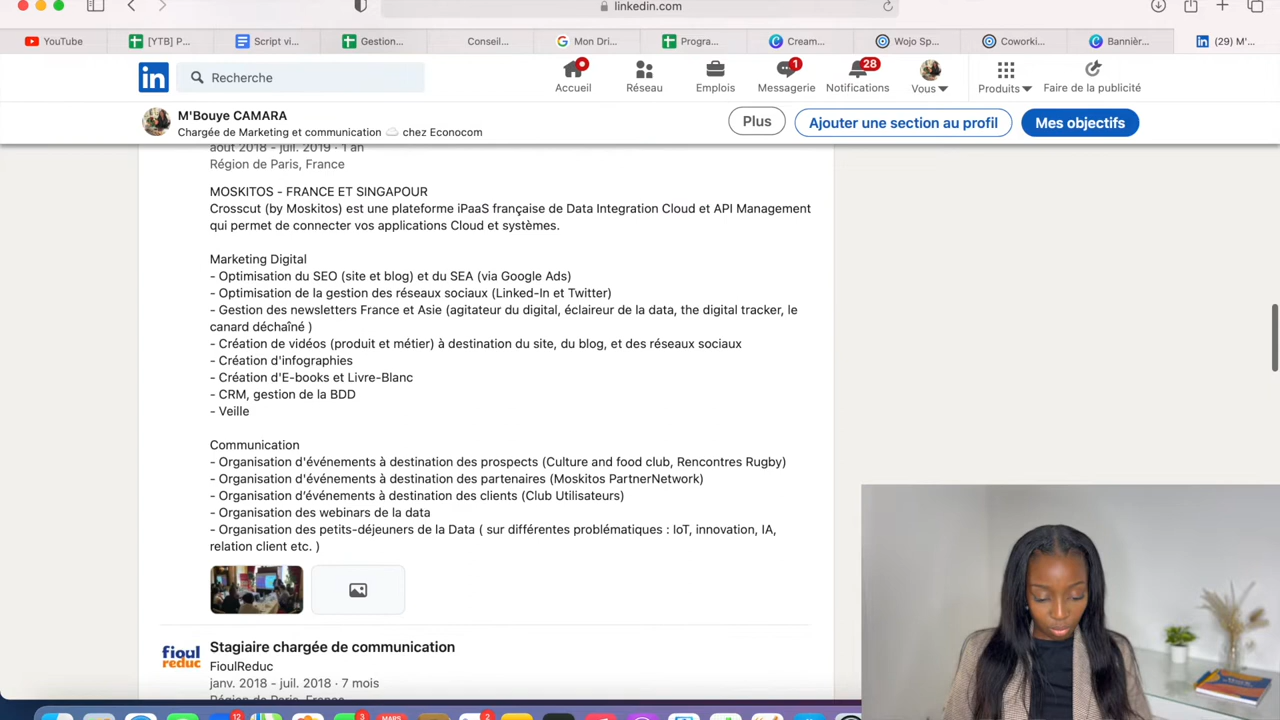 linkedin.com
YouTube
[YTB] P...
Script vi...
Gestion...
Conseil...
Mon Dri...
Progra...
Cream...
Wojo Sp...
Coworki...
Bannièr...
(29) M'...
in
Recherche
Accueil
Réseau
Emplois
1
Messagerie
28
Notifications
Vous
Produits
Faire de la publicité
M'Bouye CAMARA
Chargée de Marketing et communication ☁️ chez Econocom
Plus
Ajouter une section au profil
Mes objectifs
août 2018 - juil. 2019 · 1 an
Région de Paris, France
MOSKITOS - FRANCE ET SINGAPOUR
Crosscut (by Moskitos) est une plateforme iPaaS française de Data Integration Cloud et API Management
qui permet de connecter vos applications Cloud et systèmes.
Marketing Digital
- Optimisation du SEO (site et blog) et du SEA (via Google Ads)
- Optimisation de la gestion des réseaux sociaux (Linked-In et Twitter)
- Gestion des newsletters France et Asie (agitateur du digital, éclaireur de la data, the digital tracker, le
canard déchaîné )
- Création de vidéos (produit et métier) à destination du site, du blog, et des réseaux sociaux
- Création d'infographies
- Création d'E-books et Livre-Blanc
- CRM, gestion de la BDD
- Veille
Communication
- Organisation d'événements à destination des prospects (Culture and food club, Rencontres Rugby)
- Organisation d'événements à destination des partenaires (Moskitos PartnerNetwork)
- Organisation d'événements à destination des clients (Club Utilisateurs)
- Organisation des webinars de la data
- Organisation des petits-déjeuners de la Data ( sur différentes problématiques : IoT, innovation, IA,
relation client etc. )
fioul
reduc
Stagiaire chargée de communication
FioulReduc
janv. 2018 - juil. 2018 · 7 mois
Région de Paris, France
12
3
MARS
2